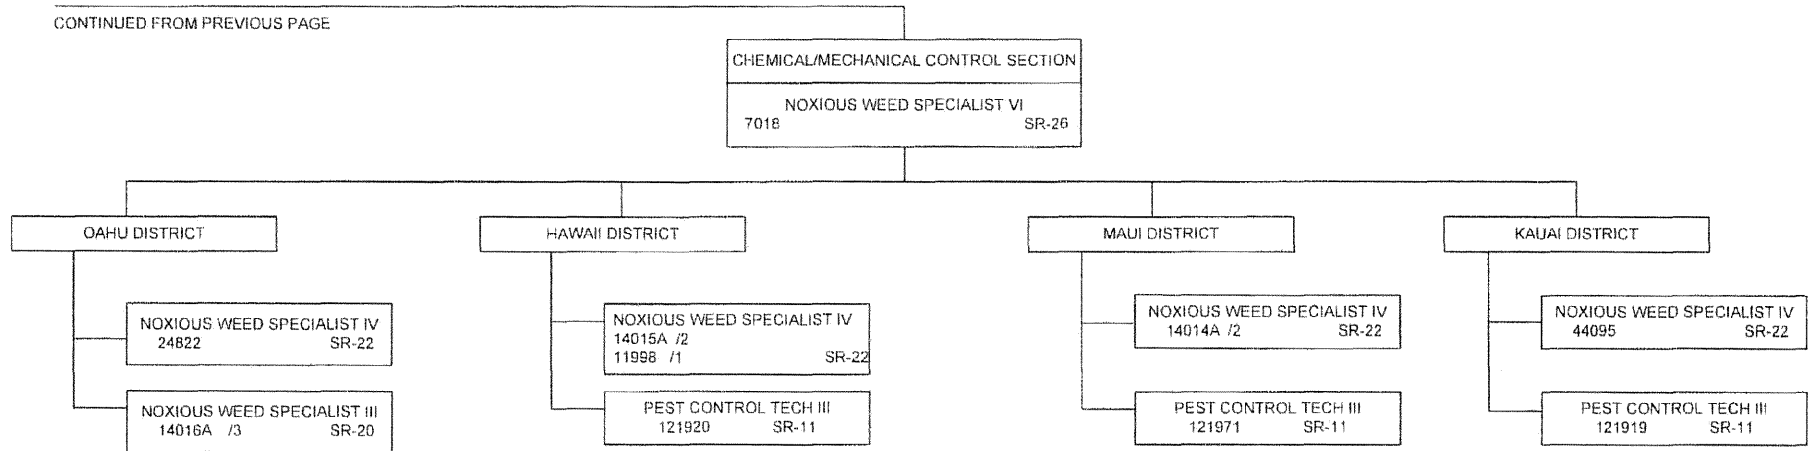 CONTINUED FROM PREVIOUS PAGE
CHEMICAL/MECHANICAL CONTROL SECTION
NOXIOUS WEED SPECIALIST VI
7018 SR-26
OAHU DISTRICT
NOXIOUS WEED SPECIALIST IV
24822 SR-22
NOXIOUS WEED SPECIALIST III
14016A /3 SR-20
HAWAII DISTRICT
NOXIOUS WEED SPECIALIST IV
14015A /2
11998 /1 SR-22
PEST CONTROL TECH III
121920 SR-11
MAUI DISTRICT
NOXIOUS WEED SPECIALIST IV
14014A /2 SR-22
PEST CONTROL TECH III
121971 SR-11
KAUAI DISTRICT
NOXIOUS WEED SPECIALIST IV
44095 SR-22
PEST CONTROL TECH III
121919 SR-11